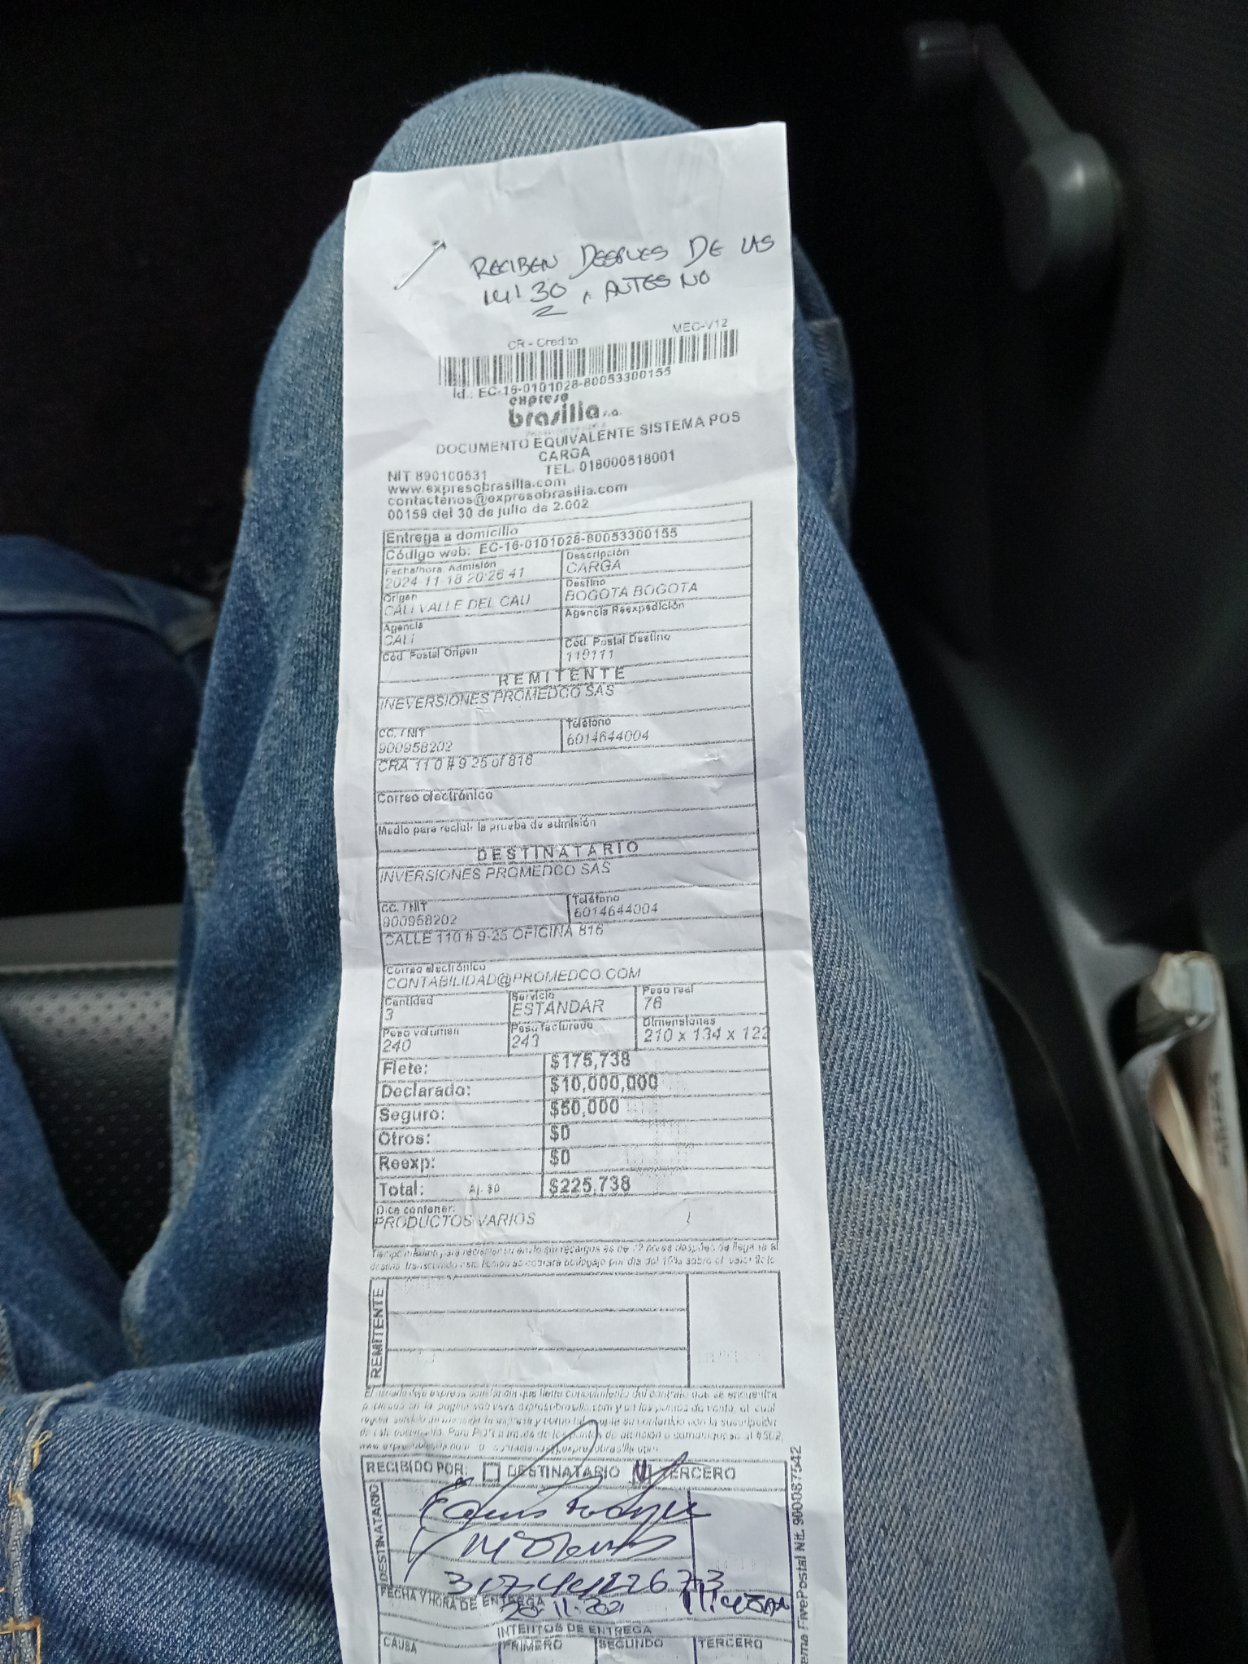 RECIBEN DESPUES DE LAS
14:30, ANTES NO
CR - Credito MEC-V12
Id.: EC-16-0101028-80053300155
expreso
brasilia s.a.
DOCUMENTO EQUIVALENTE SISTEMA POS
CARGA
NIT 890100531 TEL. 018000518001
www.expresobrasilia.com
contactenos@expresobrasilia.com
00159 del 30 de julio de 2.002
Entrega a domicilio
Código web: EC-16-0101028-80053300155
Fecha/hora Admisión Descripción
2024-11-18 20:26:41 CARGA
Origen Destino
CALI VALLE DEL CAU BOGOTA BOGOTA
Agencia Agencia Reexpedición
CALI
Cód. Postal Origen Cód. Postal Destino
110111
REMITENTE
INEVERSIONES PROMEDCO SAS
CC. / NIT Teléfono
900958202 6014644004
CRA 11 0 # 9 25 of 816
Correo electrónico
Medio para recibir la prueba de admisión
DESTINATARIO
INVERSIONES PROMEDCO SAS
CC. / NIT Teléfono
900958202 6014644004
CALLE 110 # 9-25 OFICINA 816
Correo electrónico
CONTABILIDAD@PROMEDCO.COM
Cantidad Servicio Peso real
3 ESTANDAR 76
Peso volumen Peso facturado Dimensiones
240 243 210 x 134 x 122
Flete: $175,738
Declarado: $10,000,000
Seguro: $50,000
Otros: $0
Reexp: $0
Total: Aj. $0 $225,738
Dice contener:
PRODUCTOS VARIOS
REMITENTE
RECIBIDO POR: DESTINATARIO TERCERO
DESTINATARIO
FECHA Y HORA DE ENTREGA
INTENTOS DE ENTREGA
CAUSA PRIMERO SEGUNDO TERCERO
FivePostal Nit. 900087542